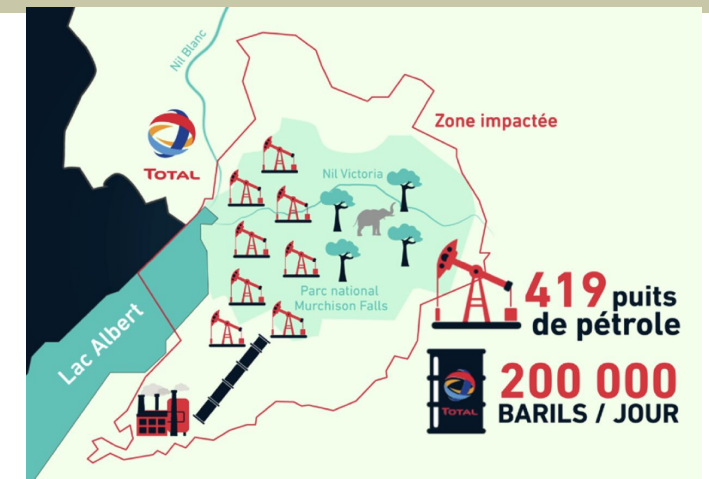 Nil Blanc
TOTAL
Zone impactée
Nil Victoria
Parc national
Murchison Falls
Lac Albert
419 puits
de pétrole
TOTAL
200 000
BARILS / JOUR